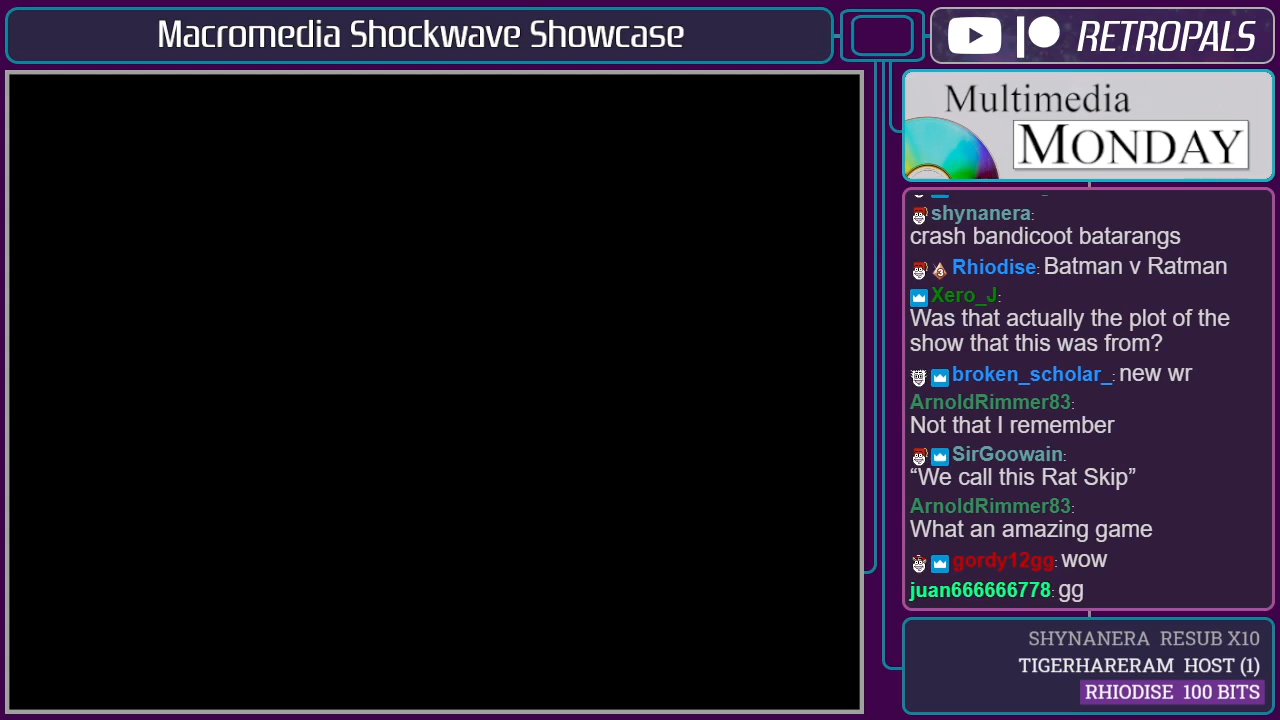 Macromedia Shockwave Showcase
RETROPALS
Multimedia
MONDAY
shynanera:
crash bandicoot batarangs
3 Rhiodise: Batman v Ratman
Xero_J:
Was that actually the plot of the
show that this was from?
broken_scholar_: new wr
ArnoldRimmer83:
Not that I remember
SirGoowain:
“We call this Rat Skip”
ArnoldRimmer83:
What an amazing game
gordy12gg: wow
juan666666778: gg
SHYNANERA RESUB X10
TIGERHARERAM HOST (1)
RHIODISE 100 BITS